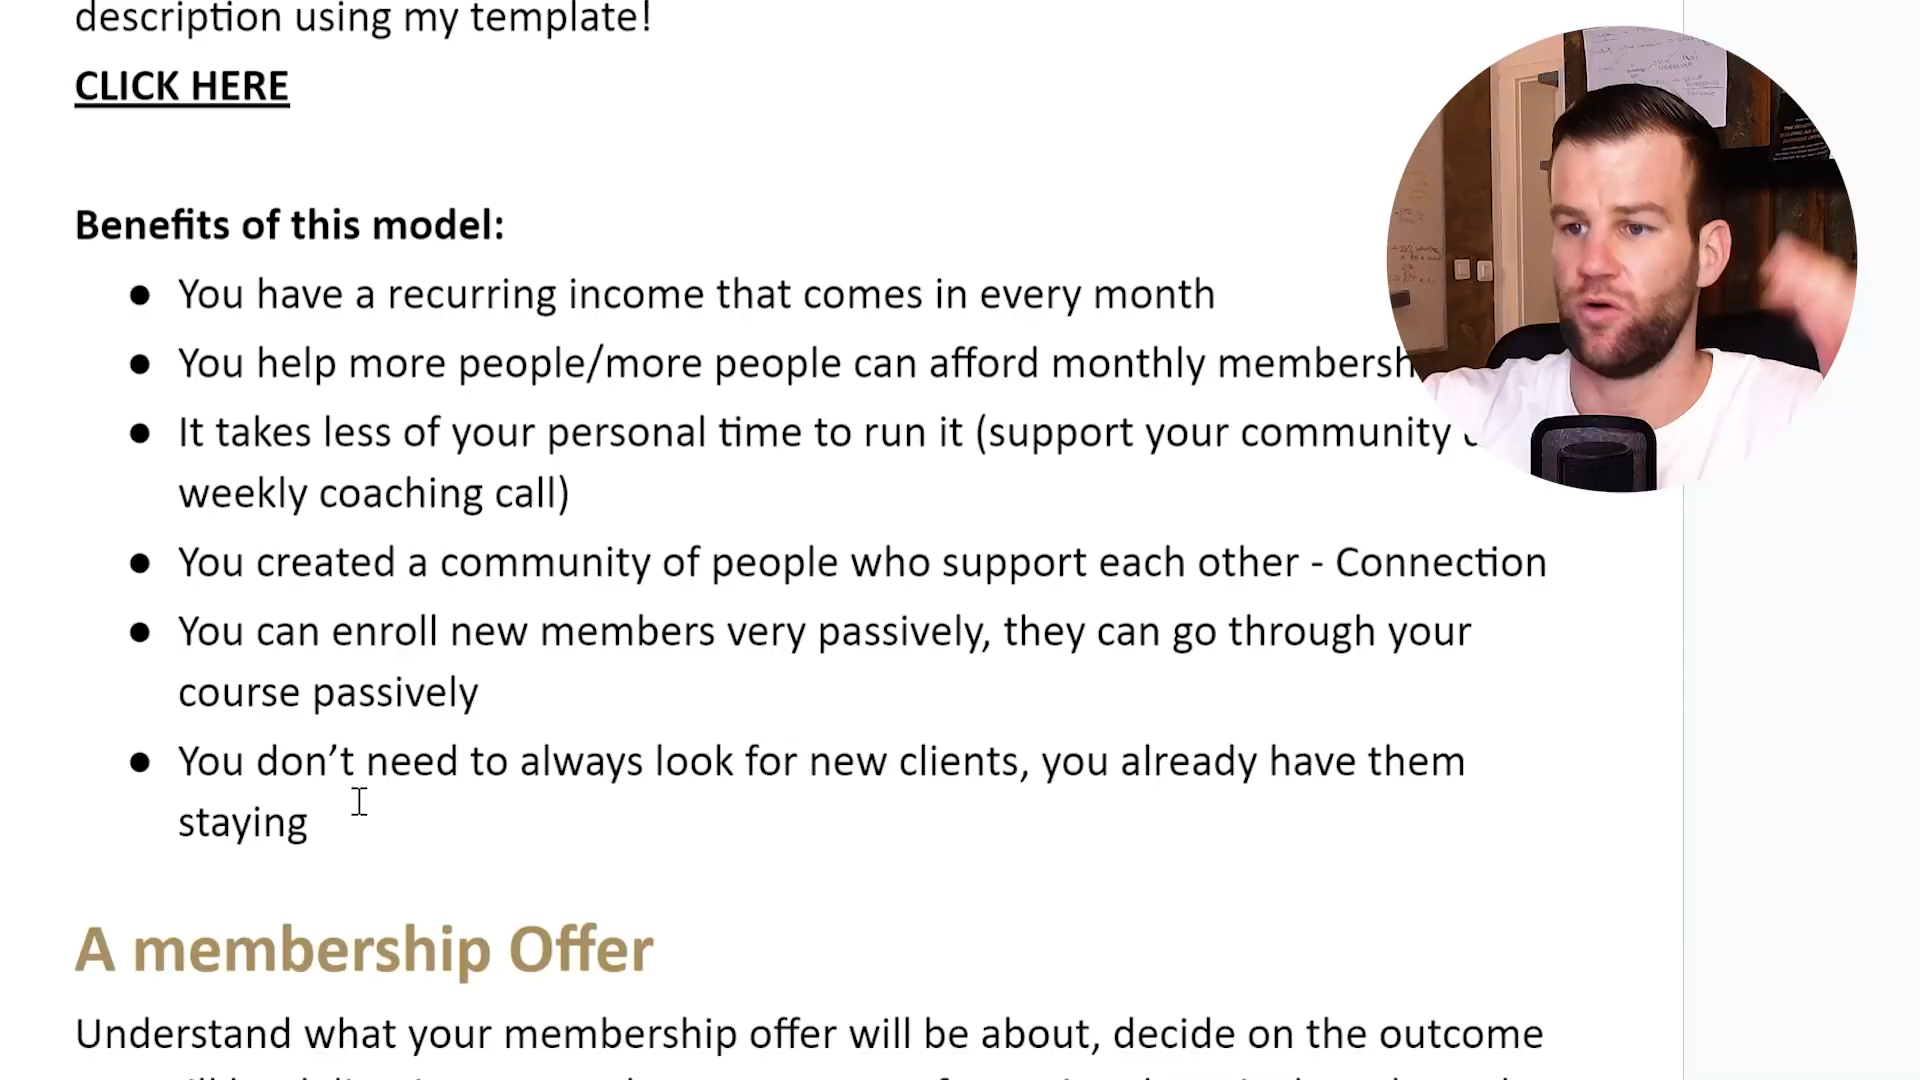 description using my template!
CLICK HERE
Benefits of this model:
● You have a recurring income that comes in every month
● You help more people/more people can afford monthly
● It takes less of your personal time to run it (support your community
weekly coaching call)
● You created a community of people who support each other - Connection
● You can enroll new members very passively, they can go through your
course passively
● You don’t need to always look for new clients, you already have them
staying
A membership Offer
Understand what your membership offer will be about, decide on the outcome